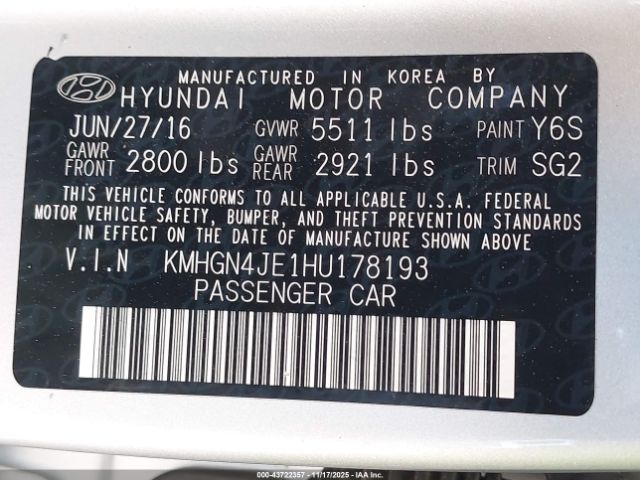 MANUFACTURED IN KOREA BY
HYUNDAI MOTOR COMPANY
JUN/27/16 GVWR 5511 lbs PAINT Y6S
GAWR FRONT 2800 lbs GAWR REAR 2921 lbs TRIM SG2
THIS VEHICLE CONFORMS TO ALL APPLICABLE U.S.A. FEDERAL
MOTOR VEHICLE SAFETY, BUMPER, AND THEFT PREVENTION STANDARDS
IN EFFECT ON THE DATE OF MANUFACTURE SHOWN ABOVE
V.I.N KMHGN4JE1HU178193
PASSENGER CAR
00-43722357 - 11/17/2025 - IAA Inc.